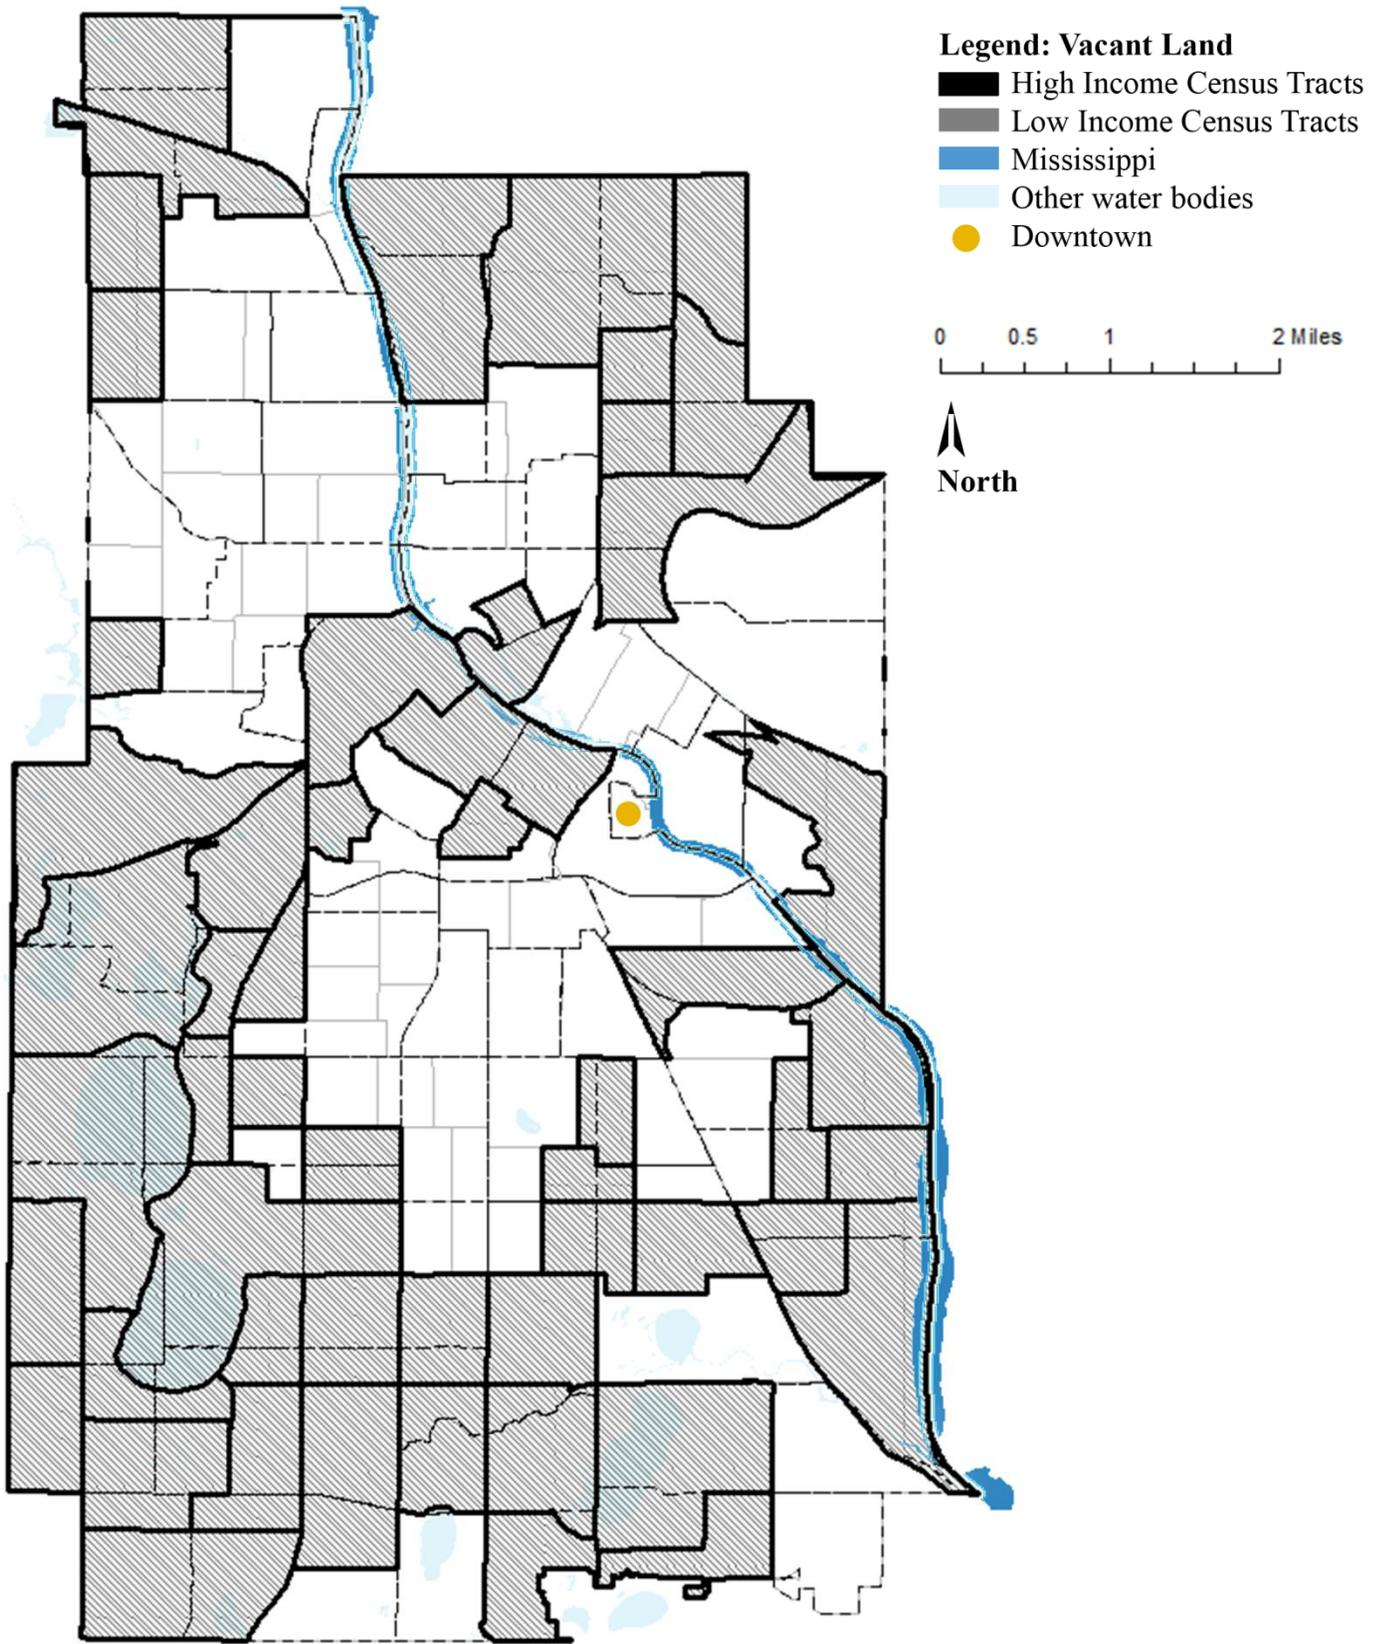 Legend: Vacant Land
High Income Census Tracts
Low Income Census Tracts
Mississippi
Other water bodies
Downtown
0 0.5 1 2 Miles
North